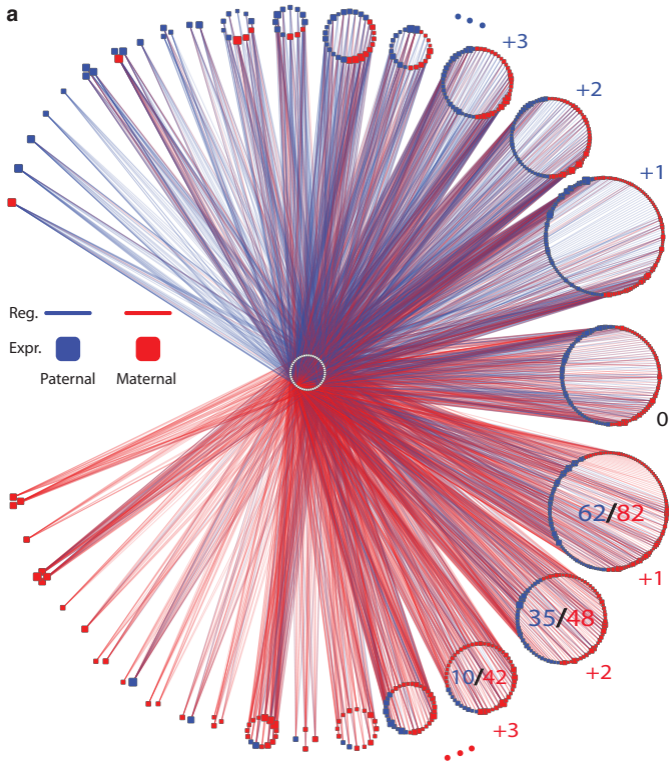 a
+3
+2
+1
Reg.
Expr.
Paternal Maternal
0
62/82
+1
35/48
+2
10/42
+3